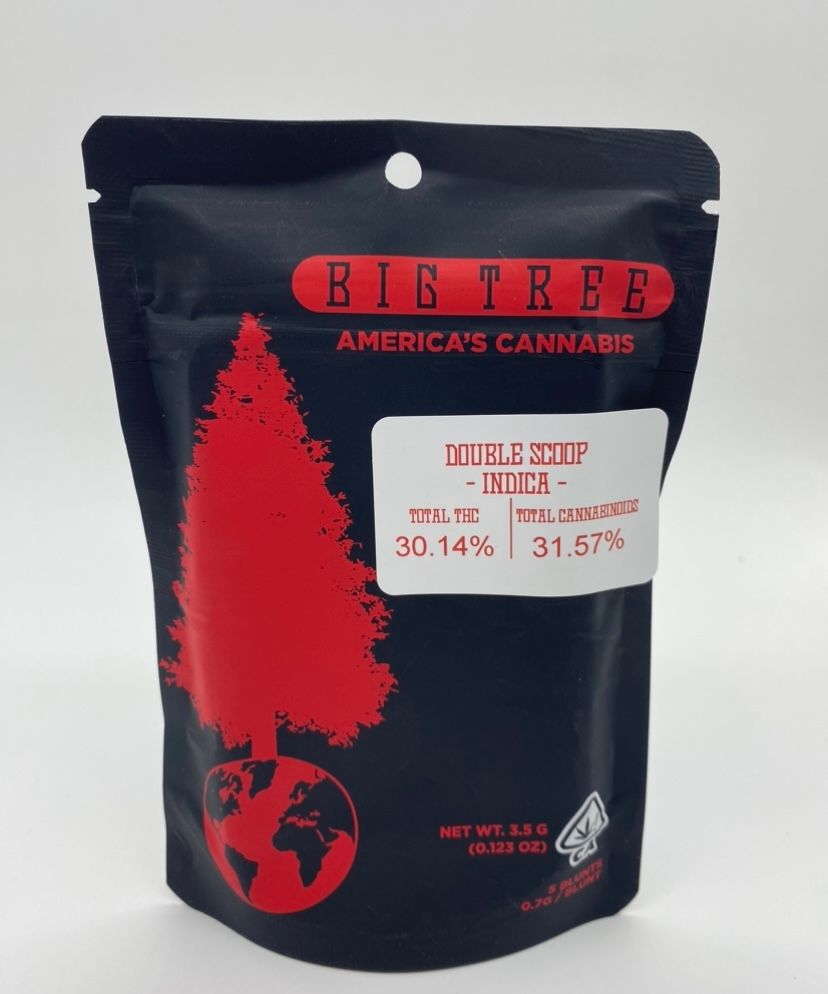 BIG TREE
AMERICA'S CANNABIS
DOUBLE SCOOP
- INDICA -
TOTAL THC
30.14%
TOTAL CANNABINOIDS
31.57%
NET WT. 3.5 G
(0.123 OZ)
CA
5 BLUNTS
0.7G / BLUNT